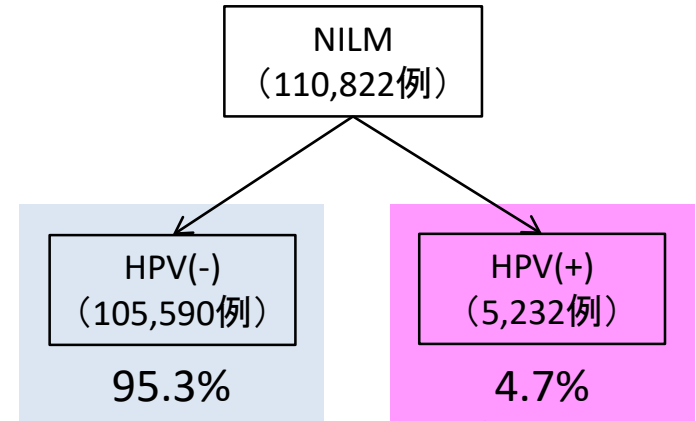 NILM
（110,822例）
HPV(-)
（105,590例）
95.3%
HPV(+)
（5,232例）
4.7%